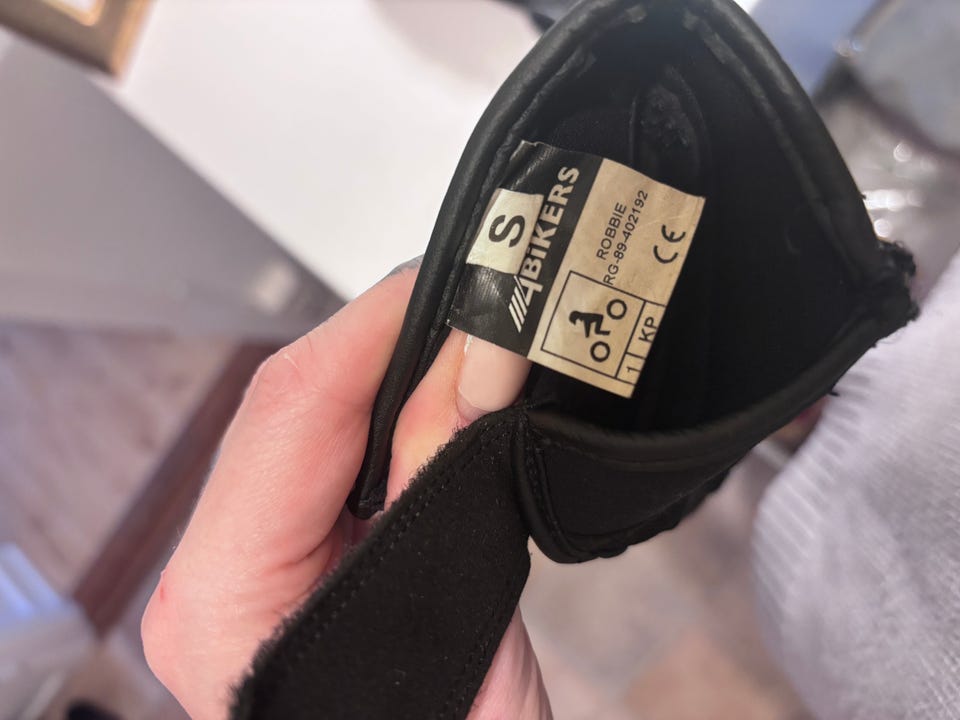 S
4BIKERS
ROBBIE
RG-89-402192
CE
1 KP